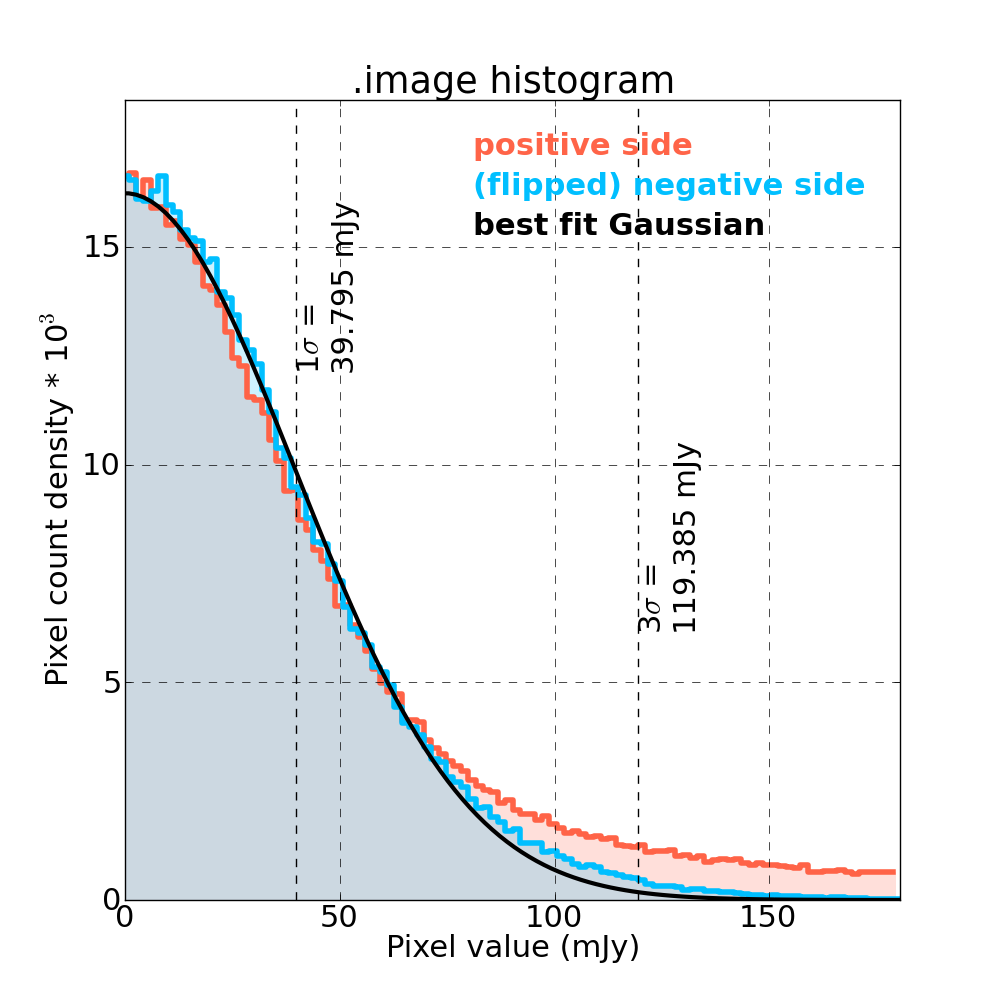 .image histogram
positive side
(flipped) negative side
best fit Gaussian
1σ =
39.795 mJy
3σ =
119.385 mJy
Pixel count density * 10³
15
10
5
0
0 50 100 150
Pixel value (mJy)